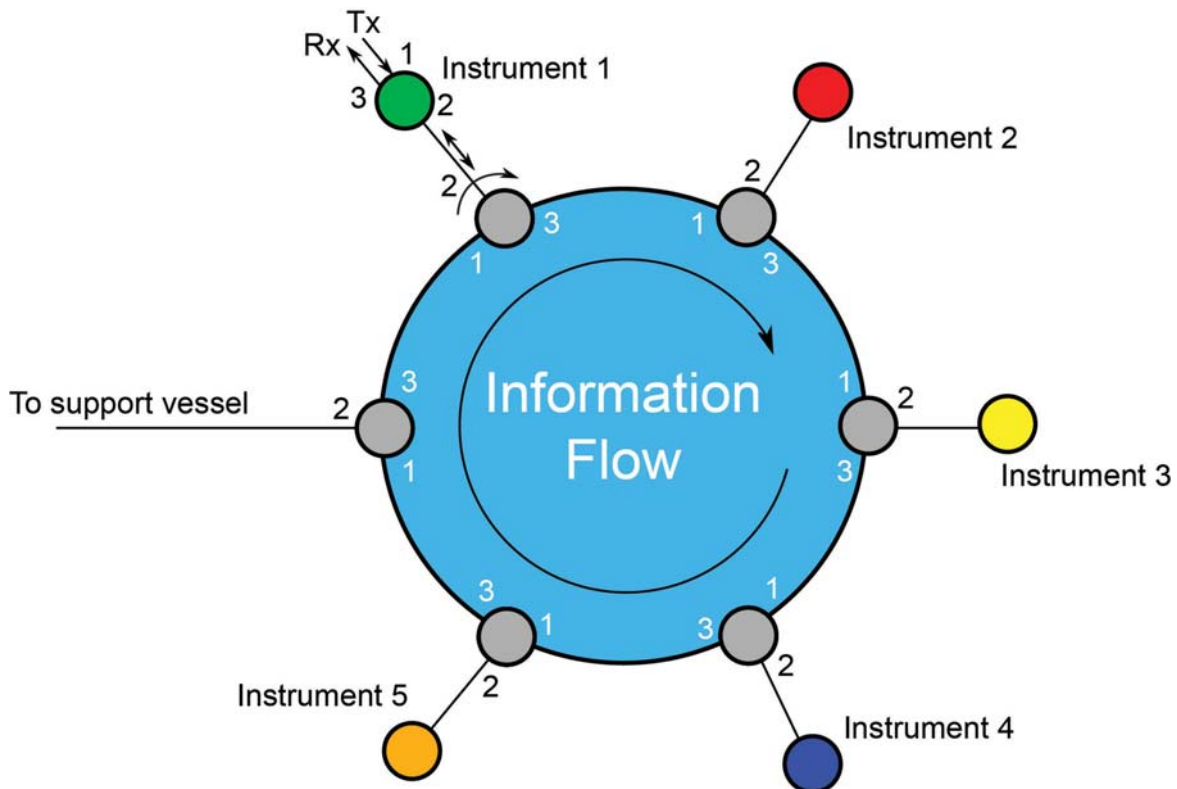 Tx
Rx
1
Instrument 1
3
2
2
3
1
Instrument 2
2
1
3
Information
Flow
1
2
3
Instrument 3
3
To support vessel
2
1
3
1
2
Instrument 5
1
3
2
Instrument 4